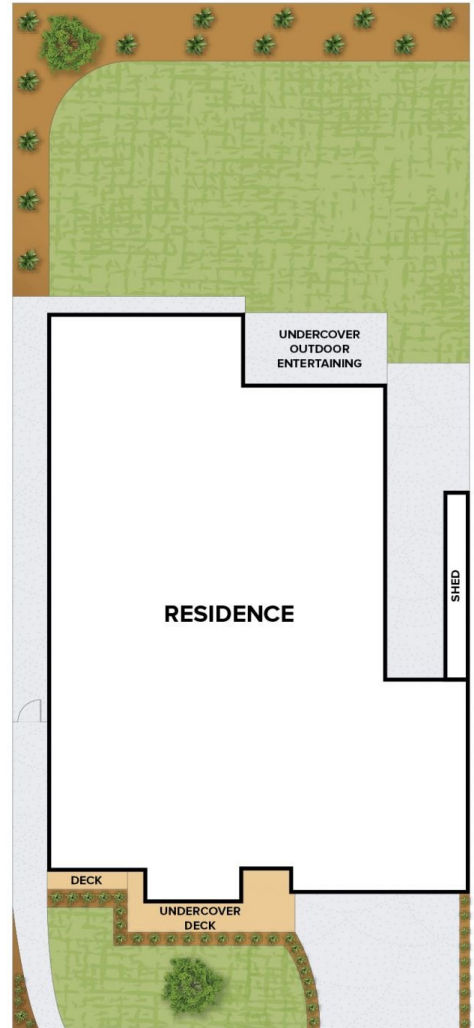 UNDERCOVER
OUTDOOR
ENTERTAINING
SHED
RESIDENCE
DECK
UNDERCOVER
DECK